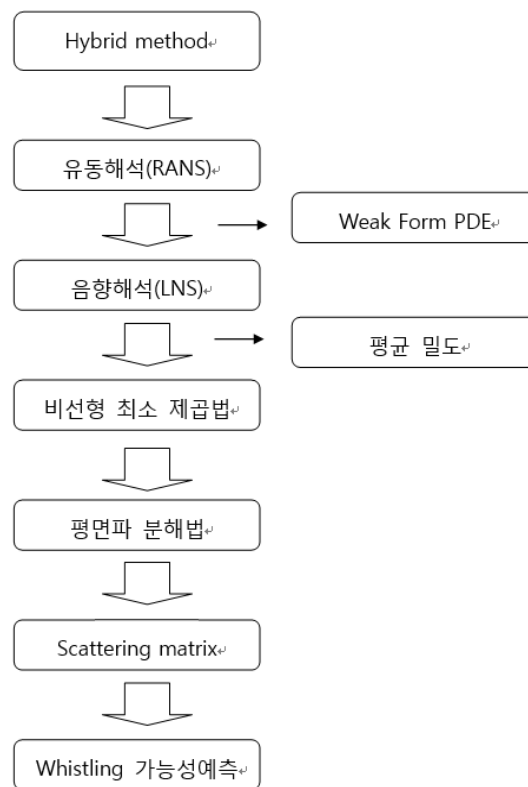 Hybrid method
유동해석(RANS)
Weak Form PDE
음향해석(LNS)
평균 밀도
비선형 최소 제곱법
평면파 분해법
Scattering matrix
Whistling 가능성예측